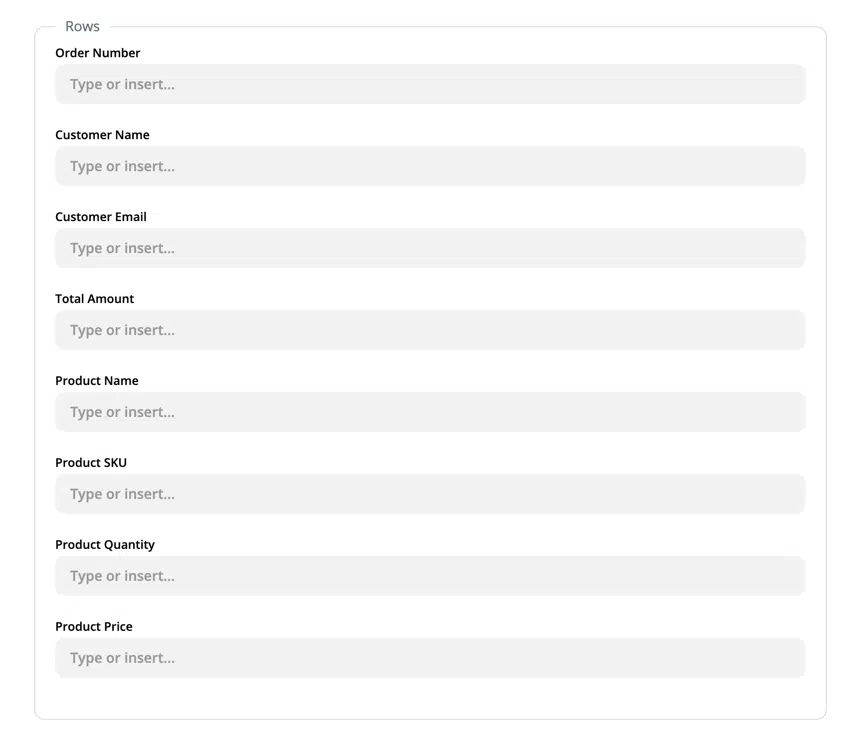 Rows
Order Number
Type or insert...
Customer Name
Type or insert...
Customer Email
Type or insert...
Total Amount
Type or insert...
Product Name
Type or insert...
Product SKU
Type or insert...
Product Quantity
Type or insert...
Product Price
Type or insert...